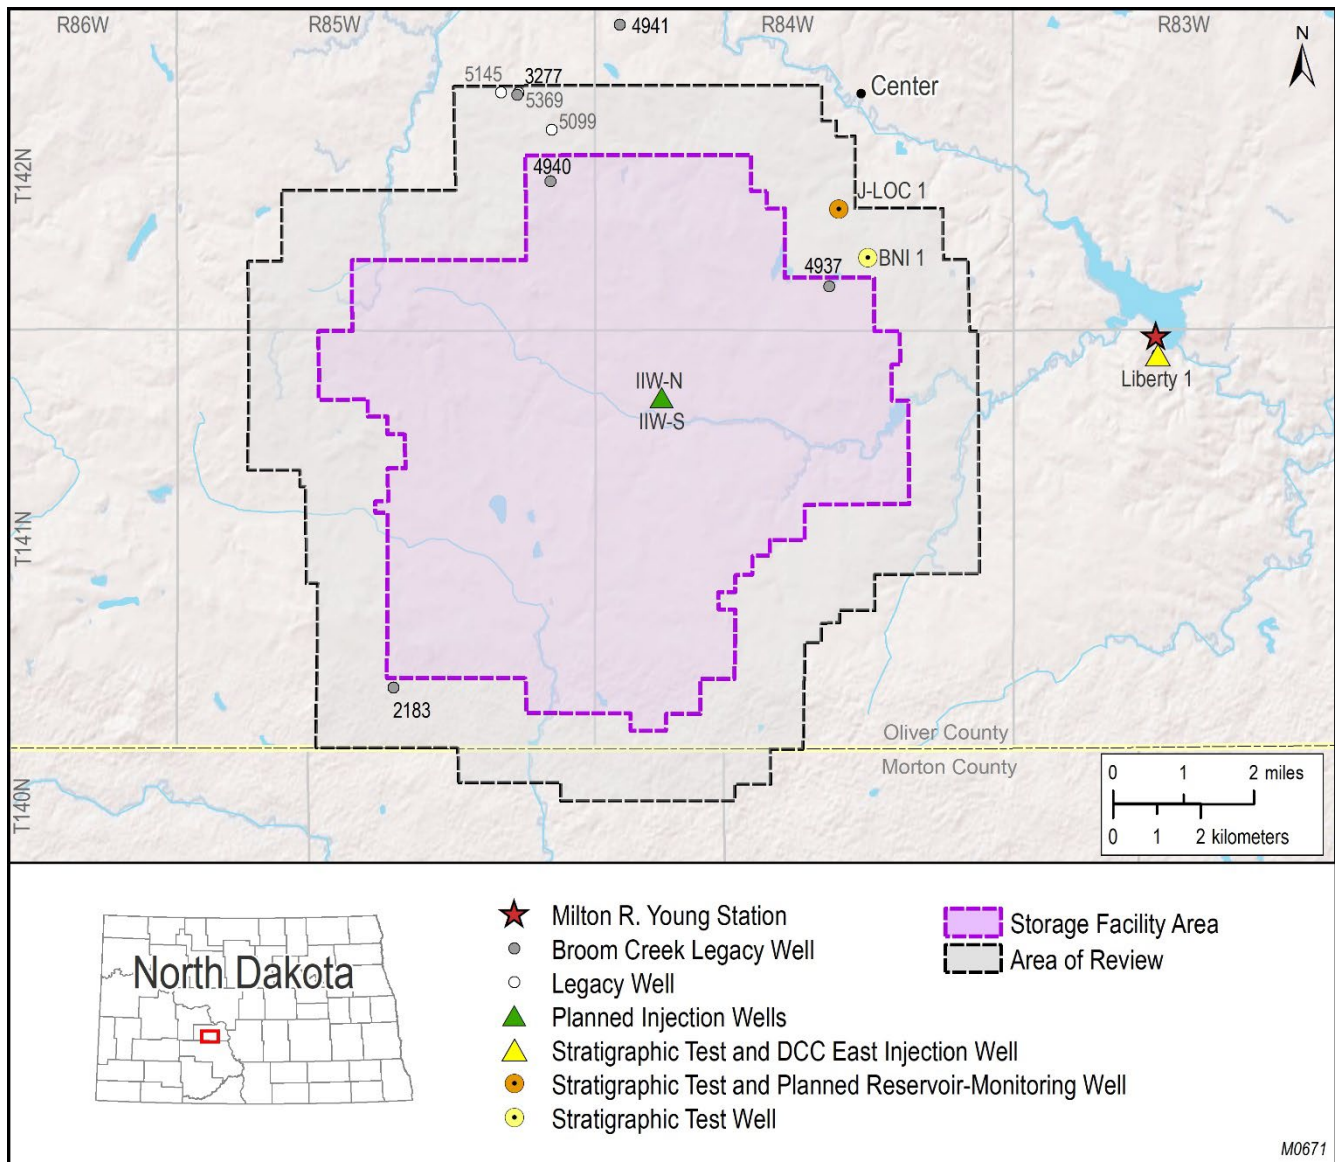 R86W
R85W
4941
R84W
R83W
N
5145
3277
5369
5099
Center
T142N
4940
J-LOC 1
BNI 1
4937
Liberty 1
IIW-N
IIW-S
T141N
2183
Oliver County
Morton County
T140N
0 1 2 miles
0 1 2 kilometers
North Dakota
Milton R. Young Station
Broom Creek Legacy Well
Legacy Well
Planned Injection Wells
Stratigraphic Test and DCC East Injection Well
Stratigraphic Test and Planned Reservoir-Monitoring Well
Stratigraphic Test Well
Storage Facility Area
Area of Review
M0671